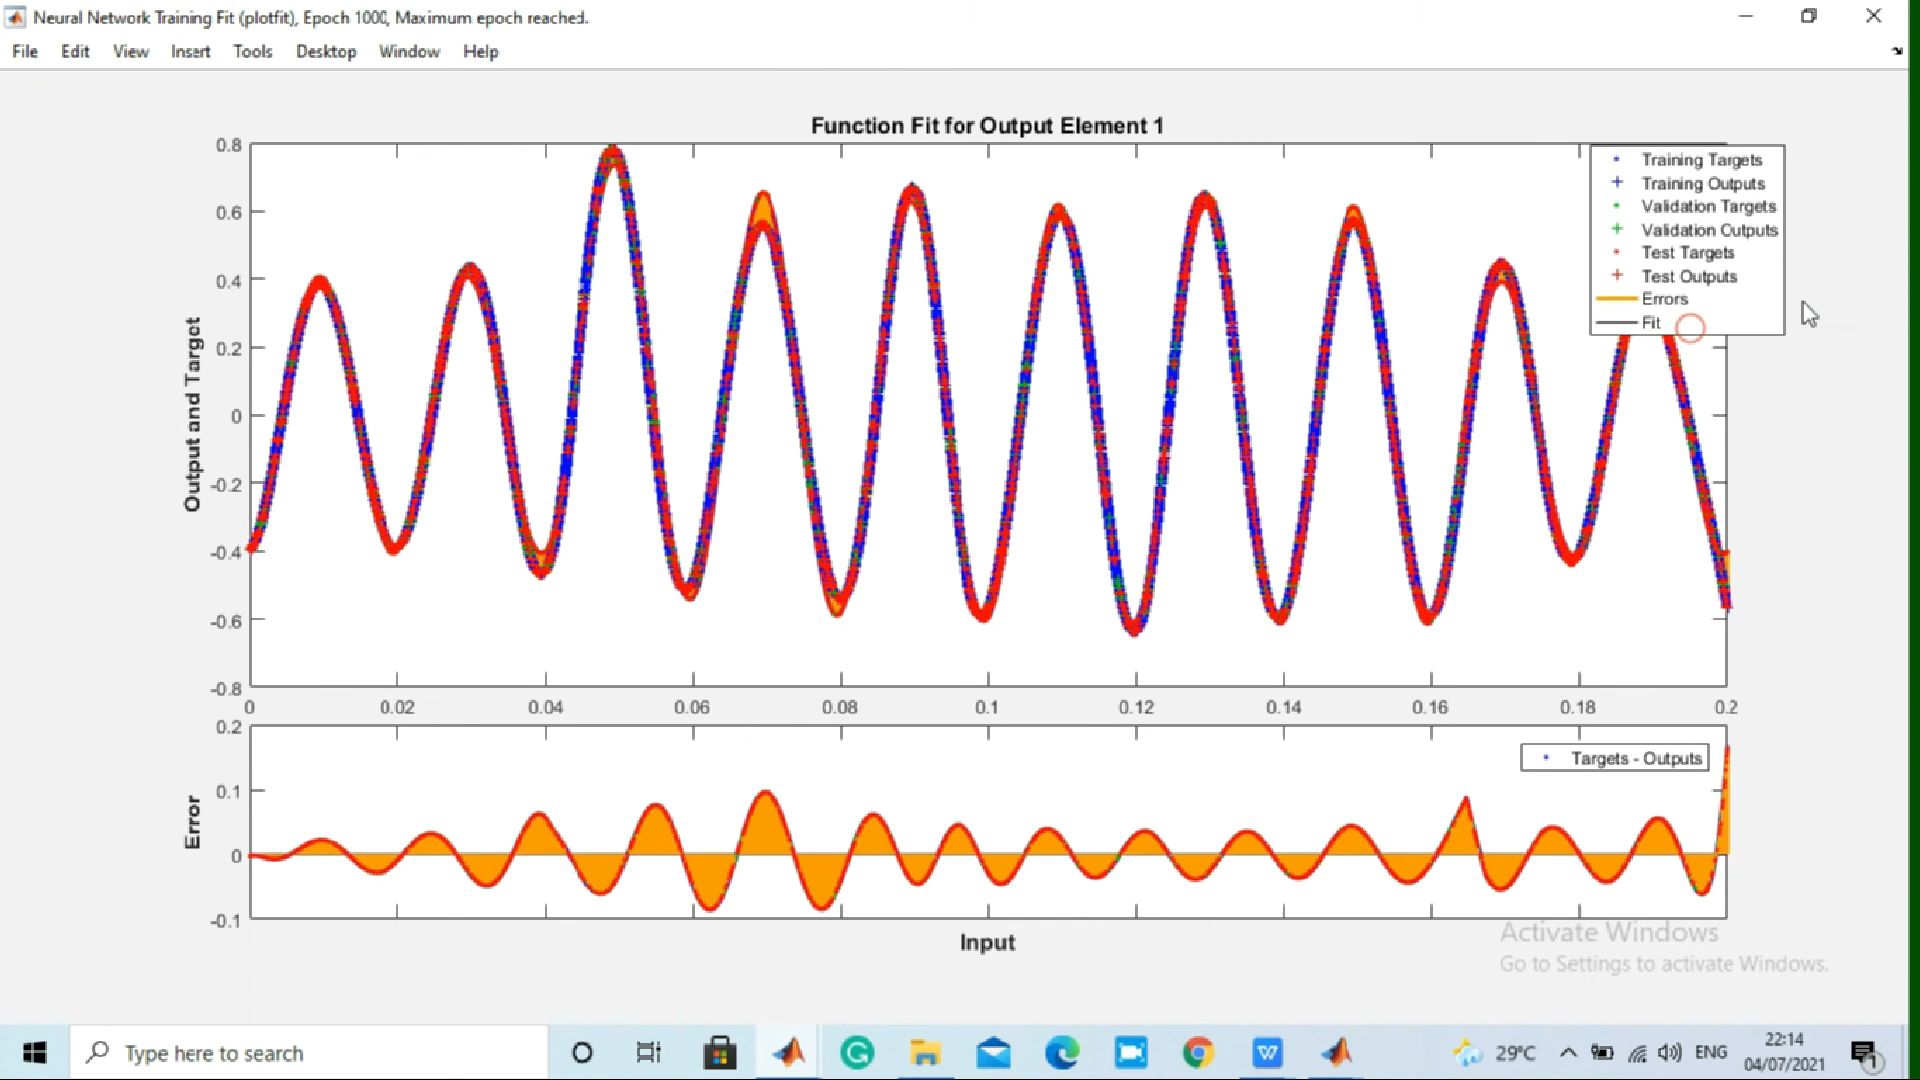 Neural Network Training Fit (plotfit), Epoch 1000, Maximum epoch reached.
File Edit View Insert Tools Desktop Window Help
Function Fit for Output Element 1
Output and Target
0.8
0.6
0.4
0.2
0
-0.2
-0.4
-0.6
-0.8
Training Targets
Training Outputs
Validation Targets
Validation Outputs
Test Targets
Test Outputs
Errors
Fit
0 0.02 0.04 0.06 0.08 0.1 0.12 0.14 0.16 0.18 0.2
Error
0.2
0.1
0
-0.1
Targets - Outputs
Input
Activate Windows
Go to Settings to activate Windows.
Type here to search
29°C
ENG
22:14
04/07/2021
1